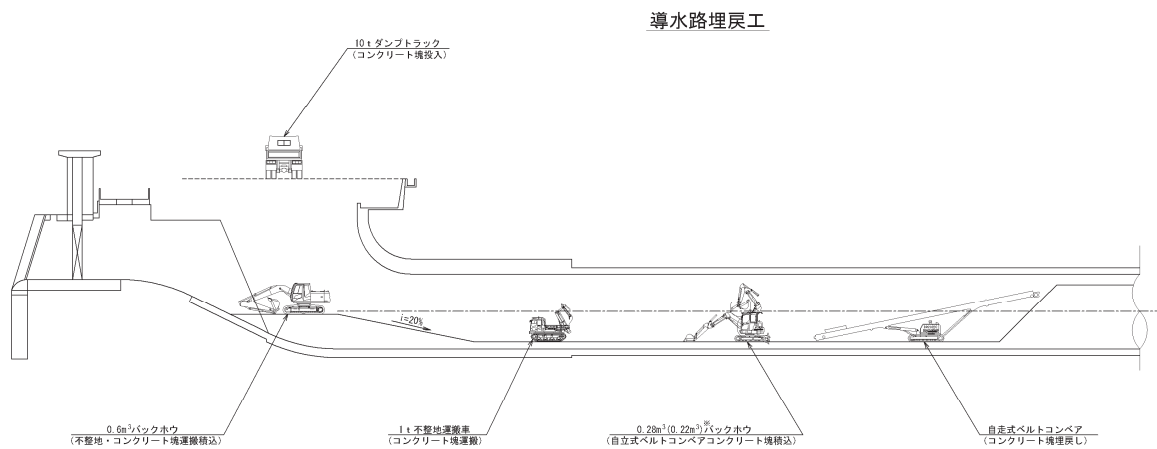 導水路埋戻工
10tダンプトラック
(コンクリート塊投入)
i=20%
0.6m³バックホウ
(不整地・コンクリート塊運搬積込)
1t不整地運搬車
(コンクリート塊運搬)
0.28m³(0.22m³)バックホウ
(自立式ベルトコンベアコンクリート塊積込)
自走式ベルトコンベア
(コンクリート塊埋戻し)